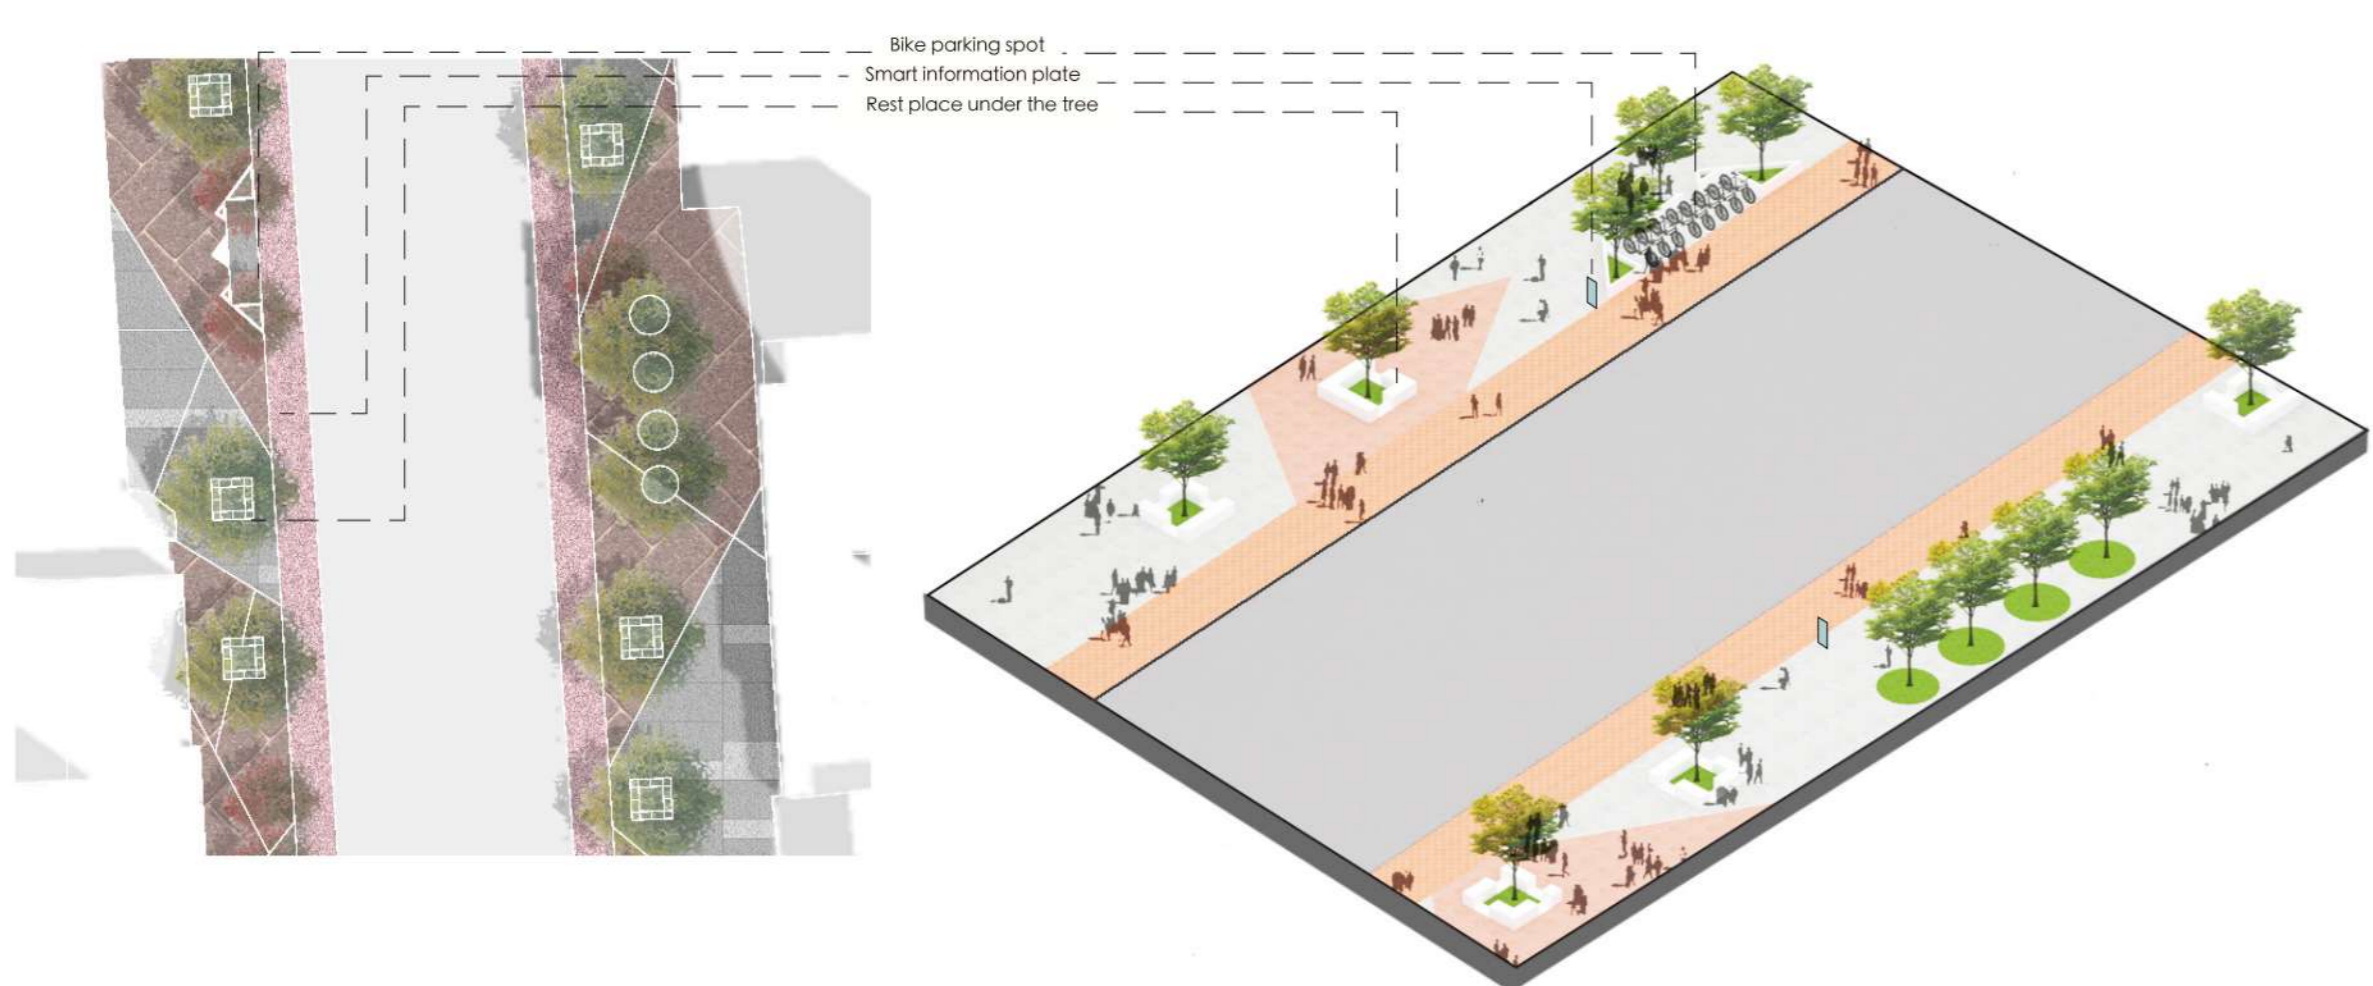 Bike parking spot
Smart information plate
Rest place under the tree